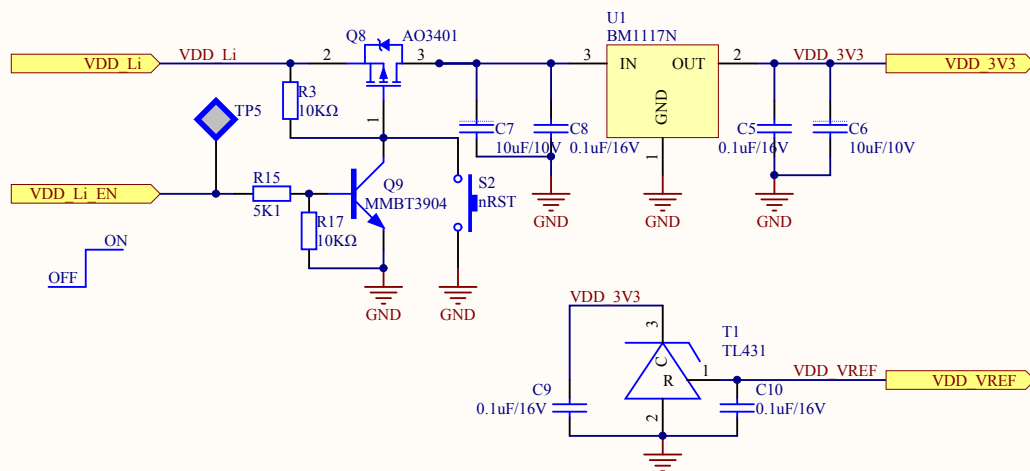 U1
BM1117N
Q8
AO3401
VDD_Li
VDD_Li
2
3
3
IN
OUT
2
VDD_3V3
VDD_3V3
GND
1
R3
10KΩ
TP5
1
C7
10uF/10V
C8
0.1uF/16V
C5
0.1uF/16V
C6
10uF/10V
VDD_Li_EN
R15
5K1
Q9
MMBT3904
S2
nRST
R17
10KΩ
GND
GND
GND
ON
OFF
GND
GND
VDD_3V3
3
T1
TL431
C
R
1
VDD_VREF
VDD_VREF
C9
0.1uF/16V
2
C10
0.1uF/16V